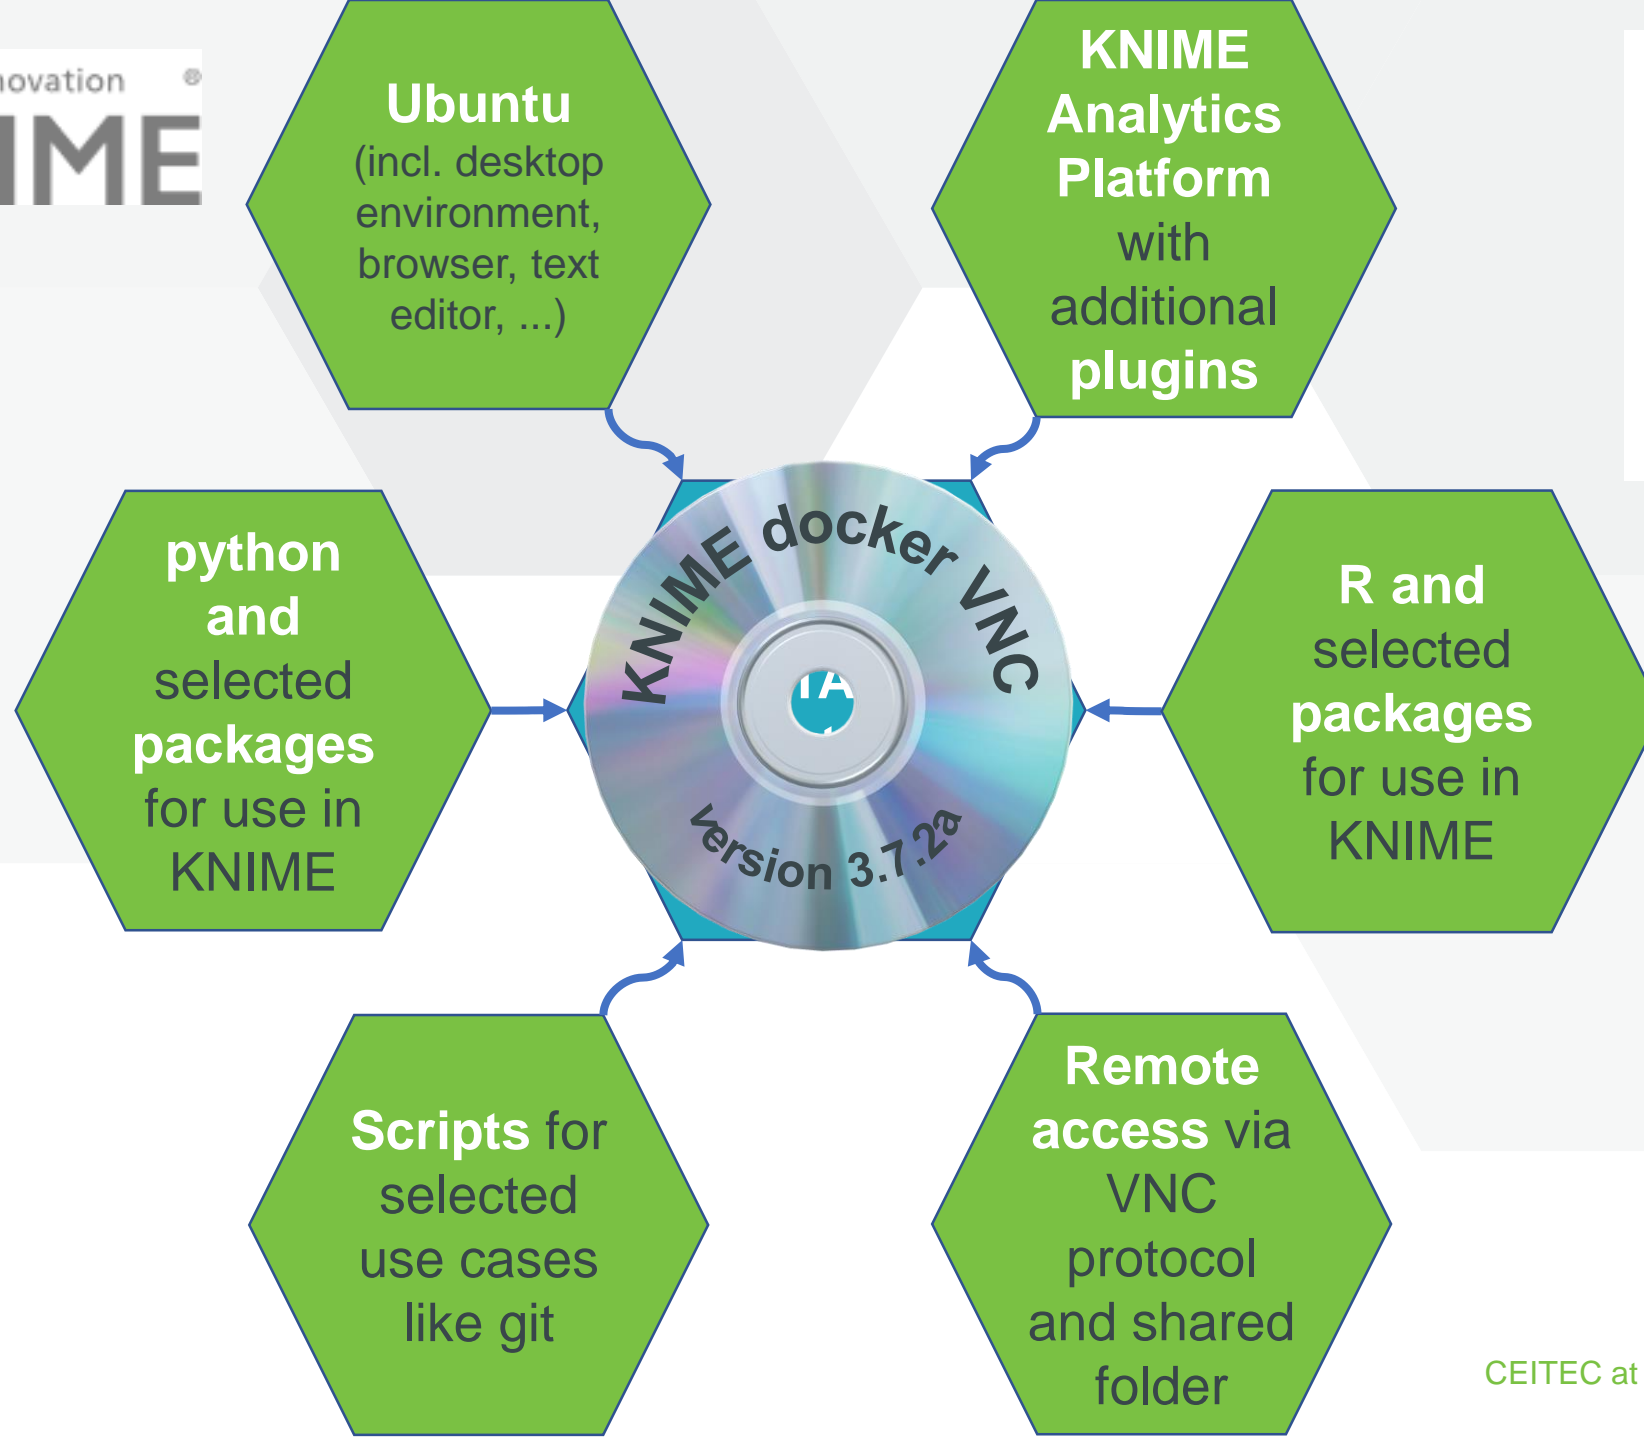 Ubuntu
(incl. desktop
environment,
browser, text
editor, ...)
KNIME
Analytics
Platform
with
additional
plugins
python
and
selected
packages
for use in
KNIME
KNIME docker VNC
version 3.7.2a
R and
selected
packages
for use in
KNIME
Scripts for
selected
use cases
like git
Remote
access via
VNC
protocol
and shared
folder
CEITEC at